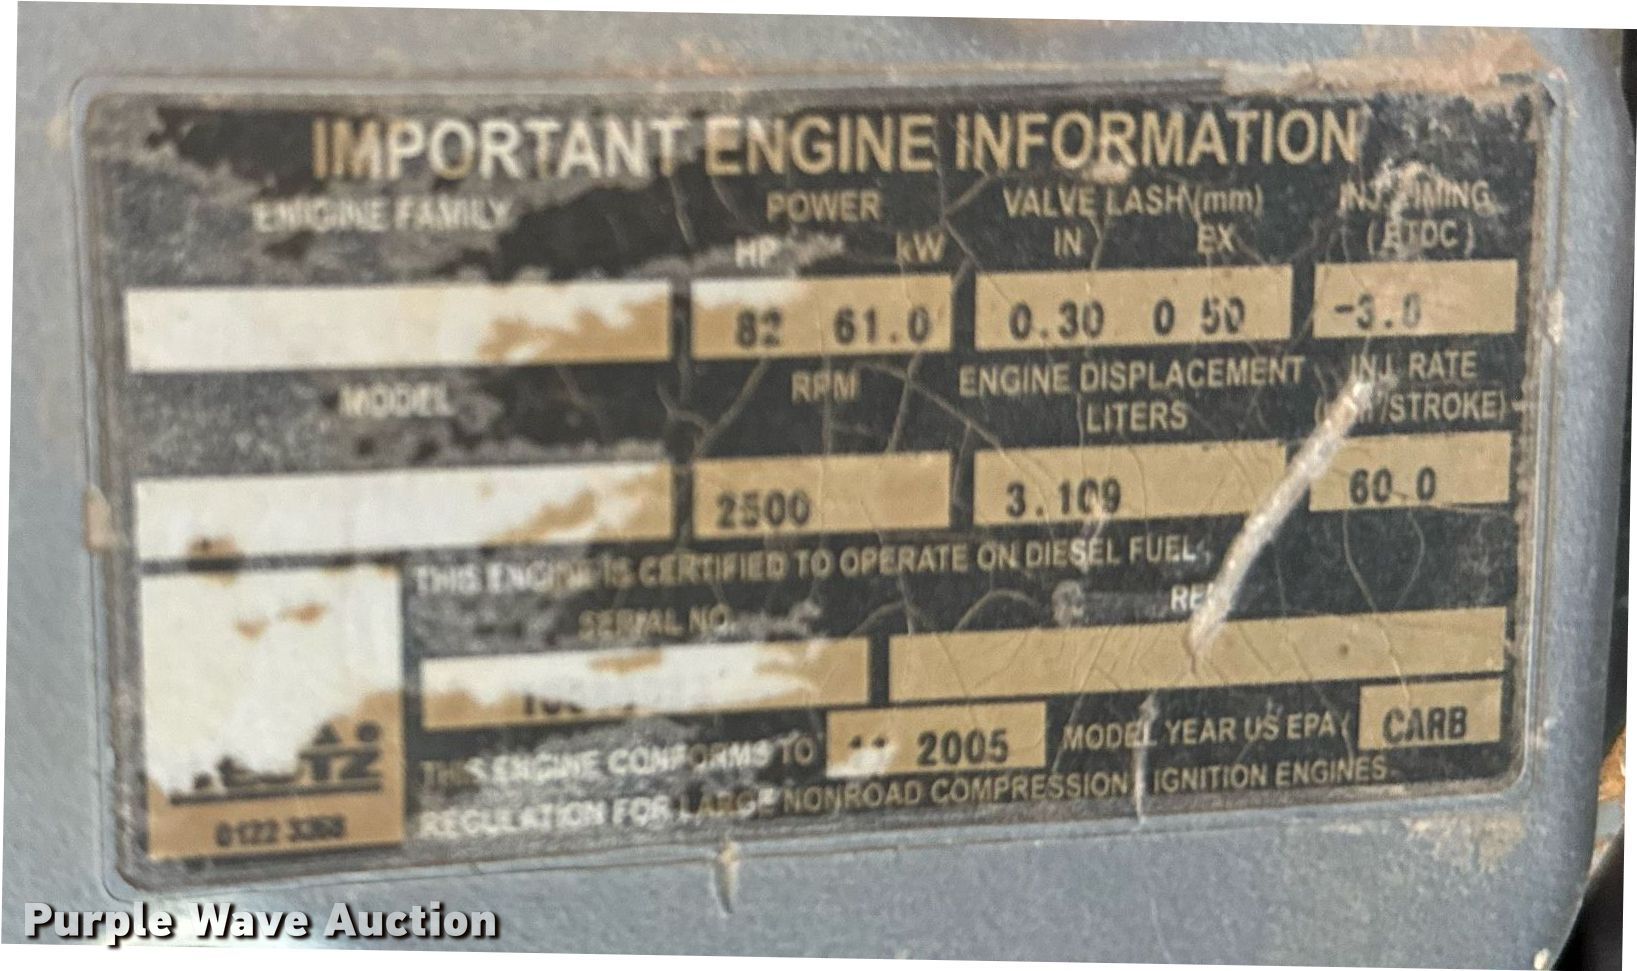 IMPORTANT ENGINE INFORMATION
ENGINE FAMILY POWER VALVE LASH (mm) INJ. TIMING
HP kW IN EX (BTDC)
82 61.0 0.30 0 50 -3.0
MODEL RPM ENGINE DISPLACEMENT INJ. RATE
LITERS /STROKE)
2500 3.109 60 0
THIS ENGINE IS CERTIFIED TO OPERATE ON DIESEL FUEL.
SERIAL NO.
THIS ENGINE CONFORMS TO 2005 MODEL YEAR US EPA / CARB
REGULATION FOR LARGE NONROAD COMPRESSION IGNITION ENGINES.
0122 3368
Purple Wave Auction